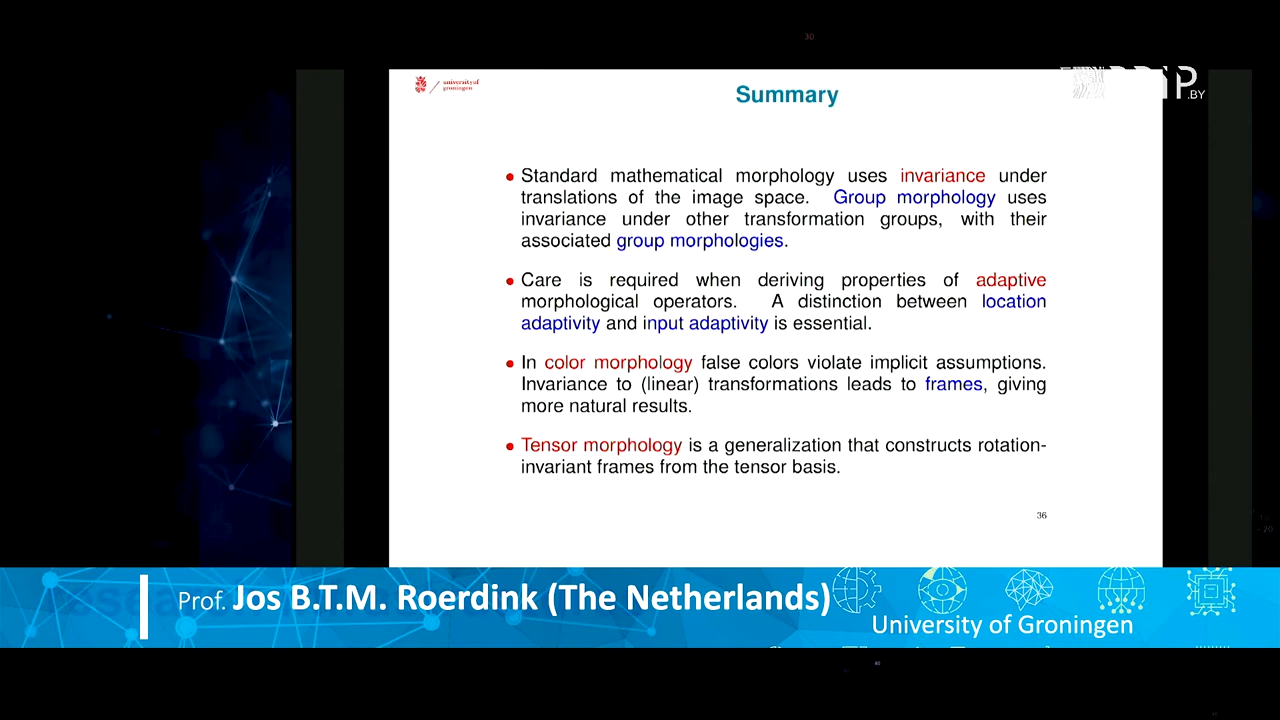 30
university of
groningen
Summary
P.BY
• Standard mathematical morphology uses invariance under
translations of the image space. Group morphology uses
invariance under other transformation groups, with their
associated group morphologies.
• Care is required when deriving properties of adaptive
morphological operators. A distinction between location
adaptivity and input adaptivity is essential.
• In color morphology false colors violate implicit assumptions.
Invariance to (linear) transformations leads to frames, giving
more natural results.
• Tensor morphology is a generalization that constructs rotation-
invariant frames from the tensor basis.
36
Prof. Jos B.T.M. Roerdink (The Netherlands)
University of Groningen